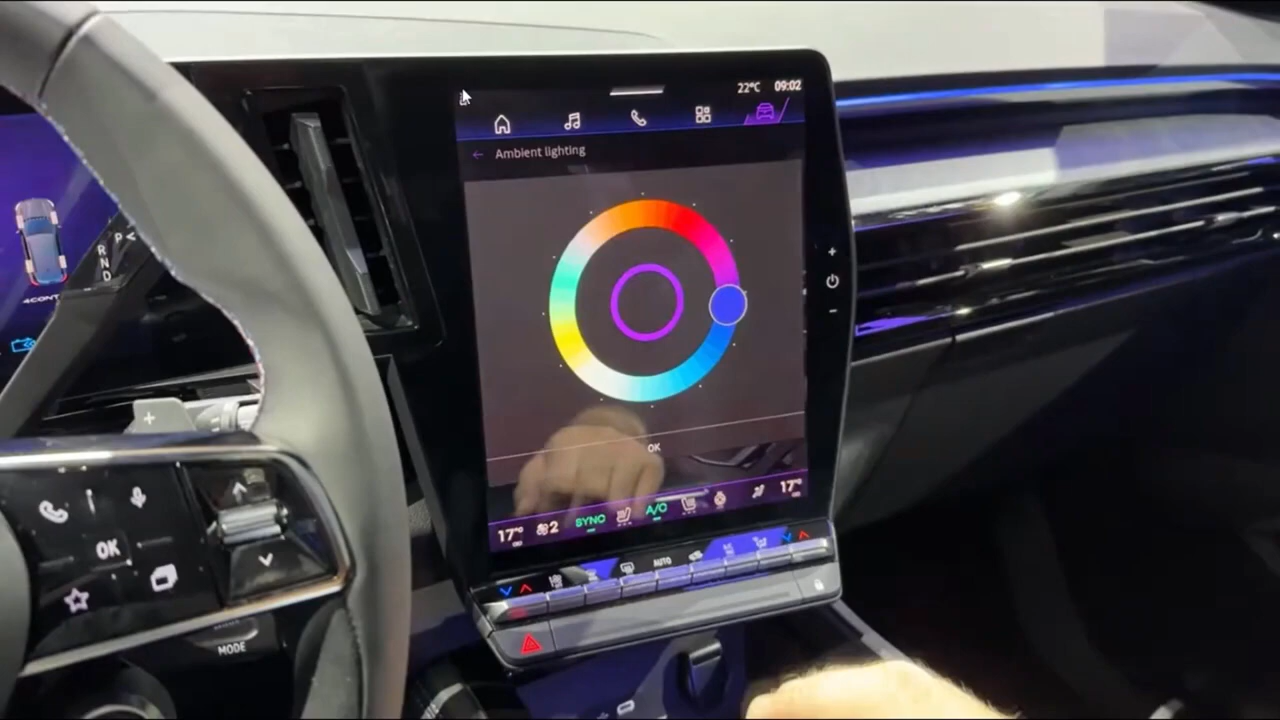 22°C 09:02
Ambient lighting
OK
17° 2 SYNC A/C 17°
AUTO
P
R
N
D
OK
MODE